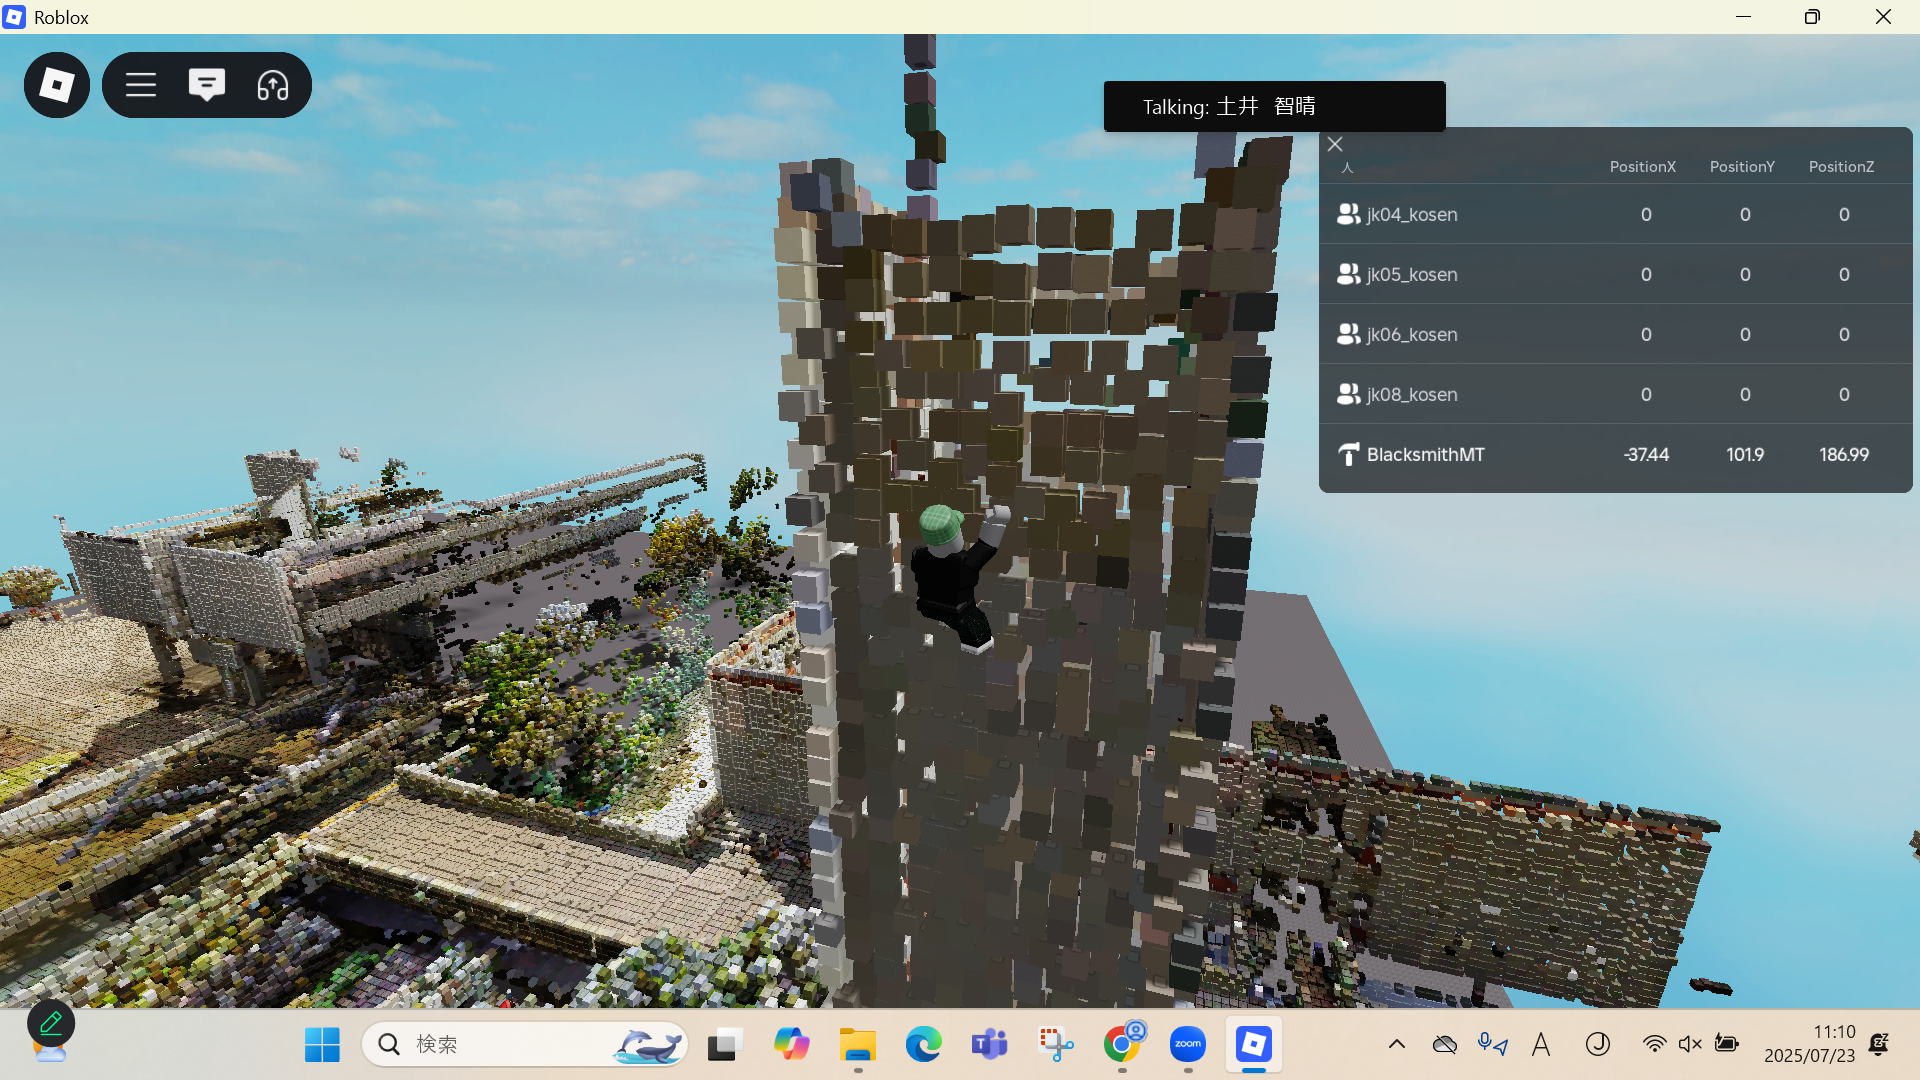 Roblox
Talking: 土井 智晴
人 PositionX PositionY PositionZ
jk04_kosen 0 0 0
jk05_kosen 0 0 0
jk06_kosen 0 0 0
jk08_kosen 0 0 0
BlacksmithMT -37.44 101.9 186.99
検索
zoom
A
11:10
2025/07/23